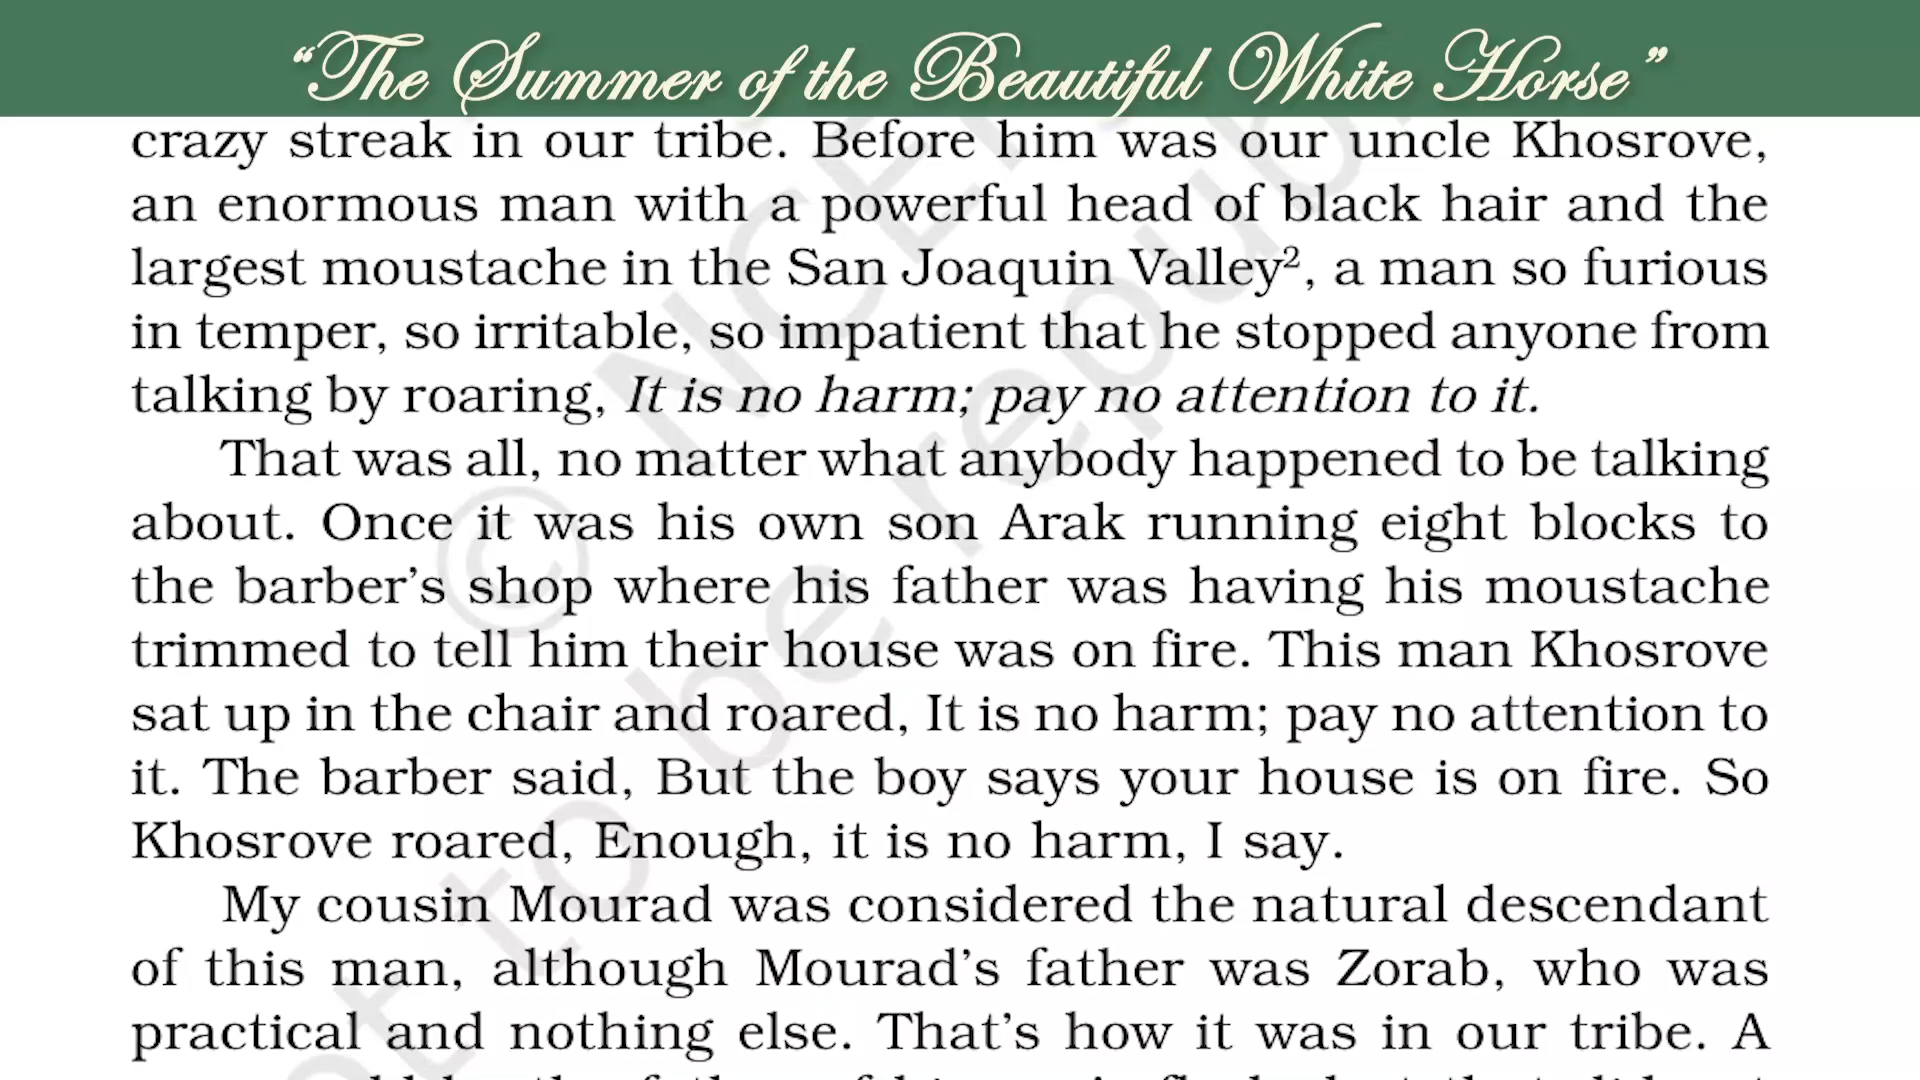 “The Summer of the Beautiful White Horse”
crazy streak in our tribe. Before him was our uncle Khosrove,
an enormous man with a powerful head of black hair and the
largest moustache in the San Joaquin Valley², a man so furious
in temper, so irritable, so impatient that he stopped anyone from
talking by roaring, It is no harm; pay no attention to it.
That was all, no matter what anybody happened to be talking
about. Once it was his own son Arak running eight blocks to
the barber’s shop where his father was having his moustache
trimmed to tell him their house was on fire. This man Khosrove
sat up in the chair and roared, It is no harm; pay no attention to
it. The barber said, But the boy says your house is on fire. So
Khosrove roared, Enough, it is no harm, I say.
My cousin Mourad was considered the natural descendant
of this man, although Mourad’s father was Zorab, who was
practical and nothing else. That’s how it was in our tribe. A
© NCE
to be repub